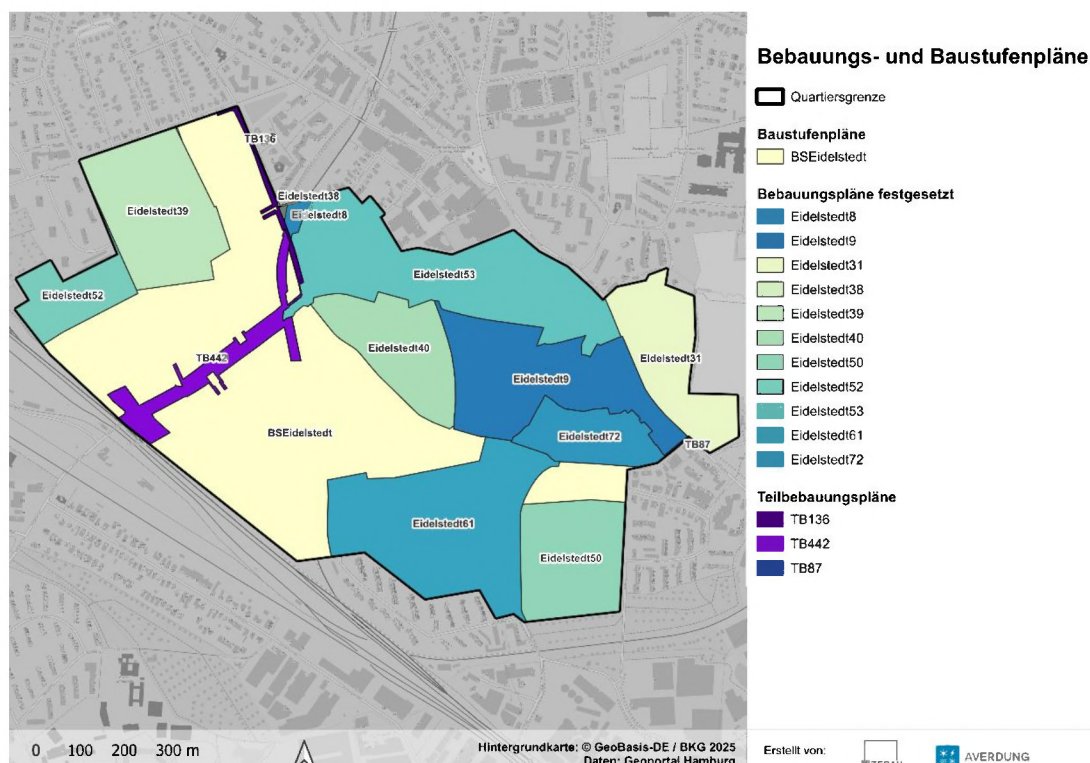 Bebauungs- und Baustufenpläne
Quartiersgrenze
Baustufenpläne
BSEidelstedt
Bebauungspläne festgesetzt
Eidelstedt8
Eidelstedt9
Eidelstedt31
Eidelstedt38
Eidelstedt39
Eidelstedt40
Eidelstedt50
Eidelstedt52
Eidelstedt53
Eidelstedt61
Eidelstedt72
Teilbebauungspläne
TB136
TB442
TB87
TB136
Eidelstedt38
Eidelstedt8
Eidelstedt39
Eidelstedt53
Eidelstedt52
Eidelstedt40
Eidelstedt31
TB442
Eidelstedt9
BSEidelstedt
Eidelstedt72
TB87
Eidelstedt61
Eidelstedt50
0 100 200 300 m
Hintergrundkarte: © GeoBasis-DE / BKG 2025
Daten: Geoportal Hamburg
Erstellt von:
AVERDUNG